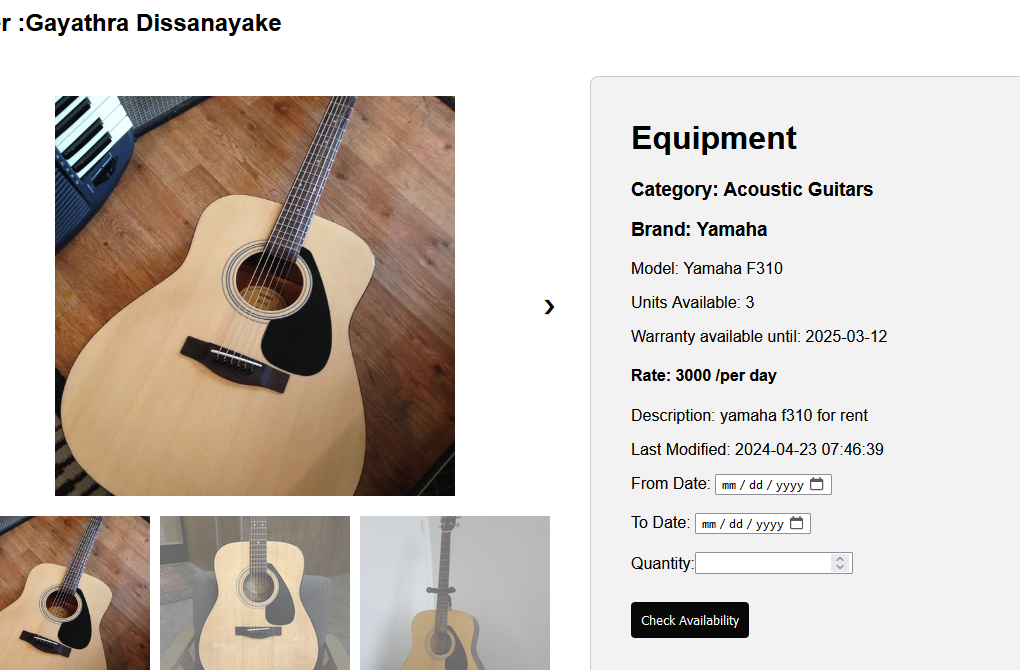 r :Gayathra Dissanayake
Equipment
Category: Acoustic Guitars
Brand: Yamaha
Model: Yamaha F310
Units Available: 3
Warranty available until: 2025-03-12
Rate: 3000 /per day
Description: yamaha f310 for rent
Last Modified: 2024-04-23 07:46:39
From Date: mm / dd / yyyy
To Date: mm / dd / yyyy
Quantity:
Check Availability